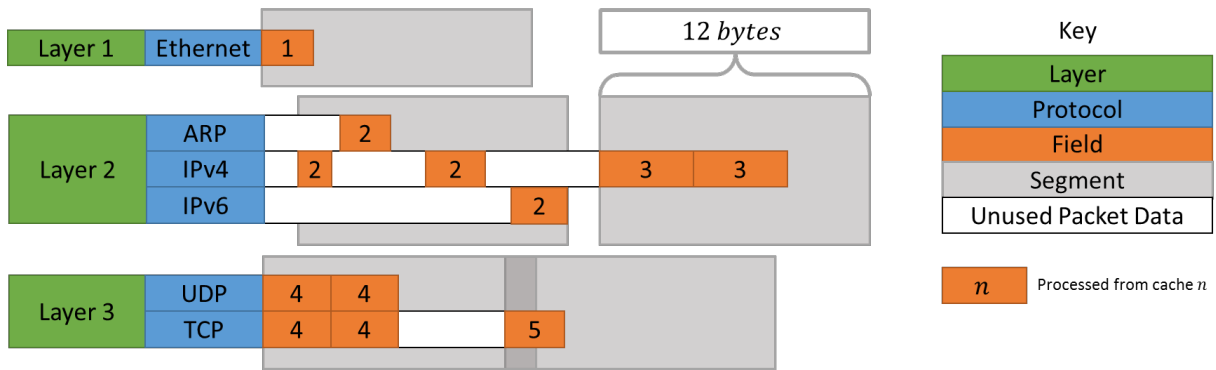 12 bytes
Key
Layer 1 Ethernet 1
Layer
Protocol
ARP 2
Field
Layer 2 IPv4 2 2 3 3
Segment
IPv6 2
Unused Packet Data
UDP 4 4
n Processed from cache n
Layer 3
TCP 4 4 5